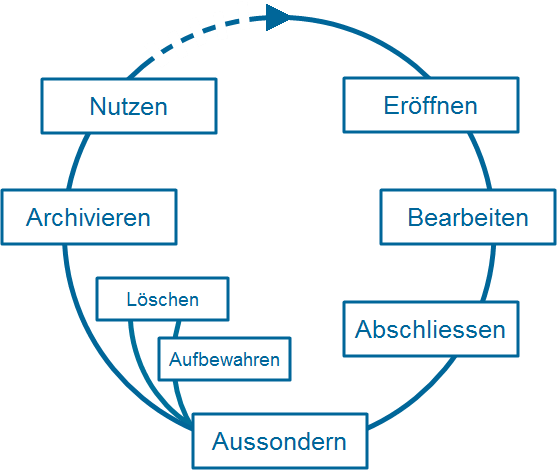 Nutzen
Eröffnen
Archivieren
Bearbeiten
Löschen
Abschliessen
Aufbewahren
Aussondern